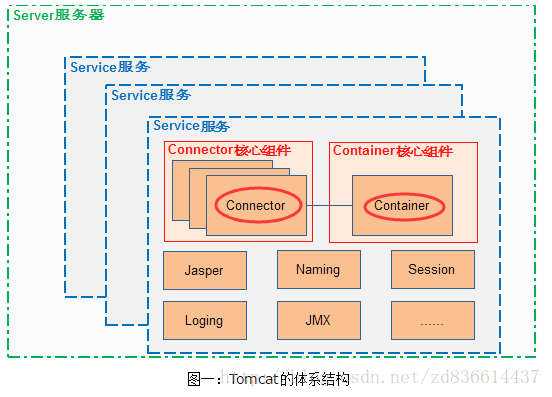 Server服务器
Service服务
Service服务
Service服务
Connector核心组件
Container核心组件
Connector
Container
Jasper
Naming
Session
Loging
JMX
......
图一：Tomcat的体系结构
http://blog.csdn.net/zd836614437